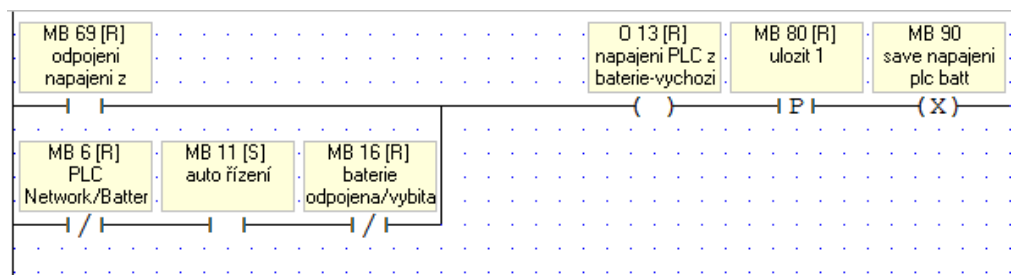 MB 69 [R]
odpojeni
napajeni z
O 13 [R]
napajeni PLC z
baterie-vychozi
MB 80 [R]
ulozit 1
MB 90
save napajeni
plc batt
P
(X)
MB 6 [R]
PLC
Network/Batter
MB 11 [S]
auto řízení
MB 16 [R]
baterie
odpojena/vybita